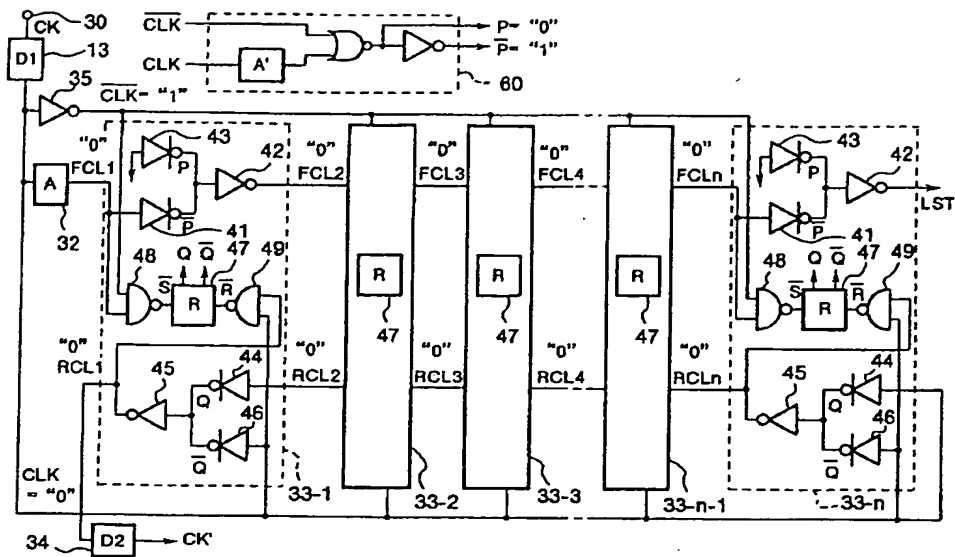 CK 30
D1 13
C̅L̅K̅
CLK
A'
P= "0"
P̅= "1"
60
35
C̅L̅K̅= "1"
"0"
FCL1
A
32
43
P
42
P̅
41
"0" "0" "0" "0"
FCL2 FCL3 FCL4 FCLn
43
P
42
LST
P̅
41
Q Q̅ 47 49
48 S̅ R R̅
R 47
R 47
R 47
Q Q̅ 47 49
48 S̅ R R̅
"0"
RCL1
45 44
Q
46
Q̅
"0" "0" "0" "0"
RCL2 RCL3 RCL4 RCLn
45 44
Q
46
Q̅
CLK
= "0"
33-1
33-2
33-3
33-n-1
33-n
34 D2 CK'